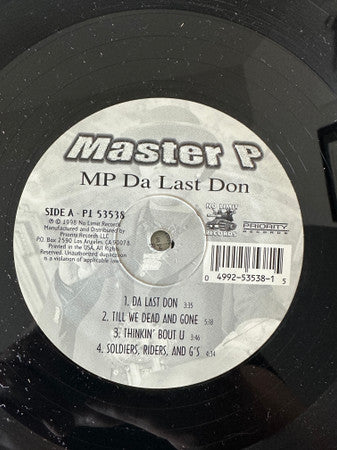 Master P
MP Da Last Don
SIDE A - P1 53538
℗ © 1998 No Limit Records
Manufactured and Distributed by
Priority Records LLC
P.O. Box 2590 Los Angeles, CA 90078
Printed in the USA. All Rights
Reserved. Unauthorized duplication
is a violation of applicable laws.
NO LIMIT
RECORDS
PRIORITY
RECORDS
0 4992-53538-1 5
1. DA LAST DON 3:35
2. TILL WE DEAD AND GONE 5:18
3. THINKIN' BOUT U 3:46
4. SOLDIERS, RIDERS, AND G'S 4:54